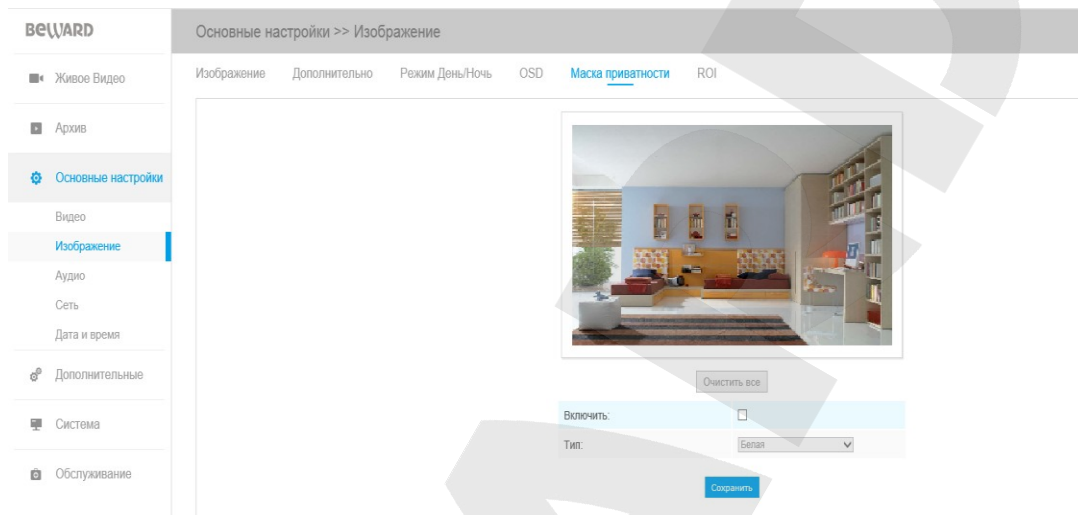 BEWARD
Основные настройки >> Изображение
Живое Видео
Архив
Основные настройки
Видео
Изображение
Аудио
Сеть
Дата и время
Дополнительные
Система
Обслуживание
Изображение Дополнительно Режим День/Ночь OSD Маска приватности ROI
Очистить все
Включить:
Тип: Белая
Сохранить